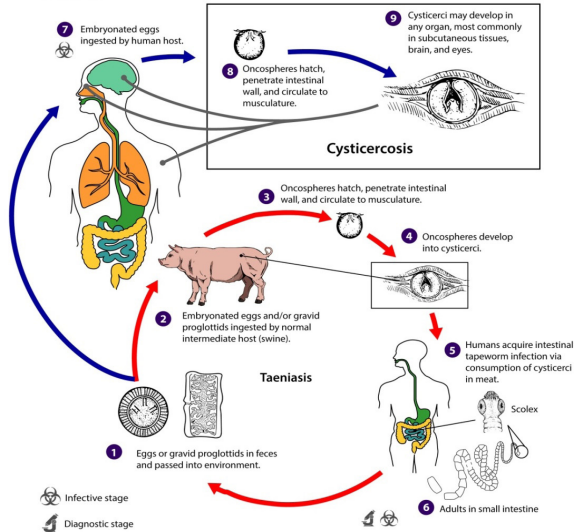 7 Embryonated eggs
ingested by human host.
8 Oncospheres hatch,
penetrate intestinal
wall, and circulate to
musculature.
9 Cysticerci may develop in
any organ, most commonly
in subcutaneous tissues,
brain, and eyes.
Cysticercosis
3 Oncospheres hatch, penetrate intestinal
wall, and circulate to musculature.
4 Oncospheres develop
into cysticerci.
2 Embryonated eggs and/or gravid
proglottids ingested by normal
intermediate host (swine).
5 Humans acquire intestinal
tapeworm infection via
consumption of cysticerci
in meat.
Taeniasis
Scolex
1 Eggs or gravid proglottids in feces
and passed into environment.
6 Adults in small intestine
Infective stage
Diagnostic stage